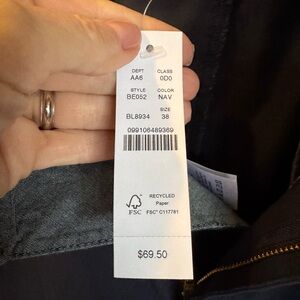 DEPT CLASS
AA6 0D0
STYLE COLOR
BE052 NAV
SIZE
BL8934 38
099106489369
RECYCLED
Paper
FSC FSC® C117781
$69.50